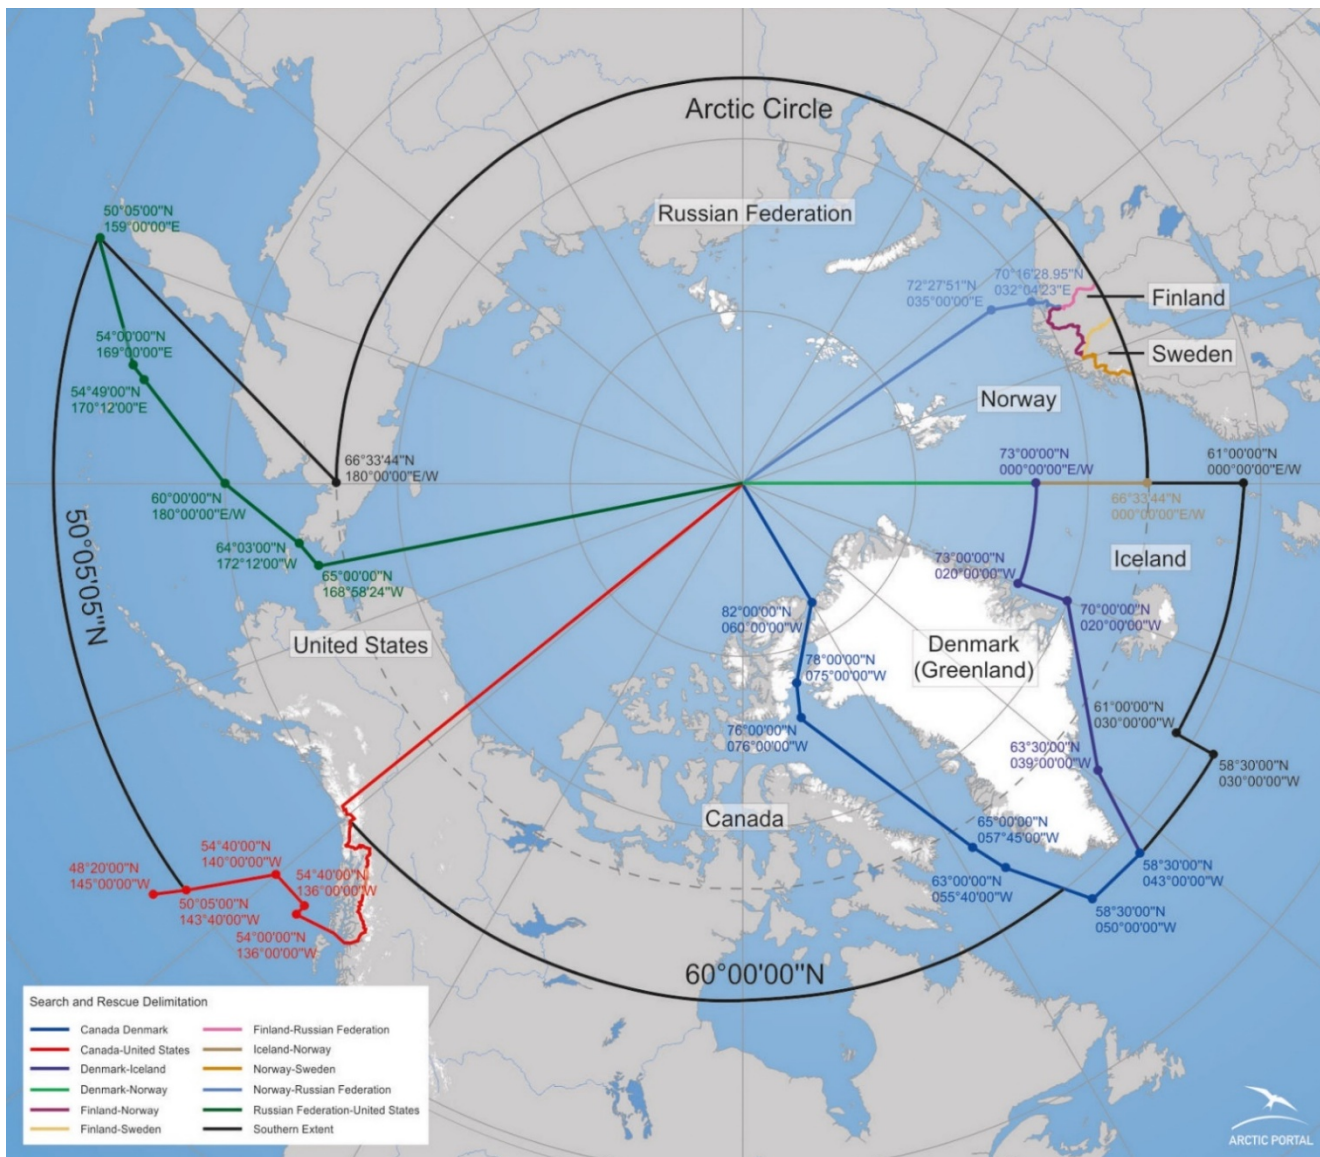 Arctic Circle
Russian Federation
50°05'00"N
159°00'00"E
54°00'00"N
169°00'00"E
54°49'00"N
170°12'00"E
60°00'00"N
180°00'00"E/W
64°03'00"N
172°12'00"W
65°00'00"N
168°58'24"W
66°33'44"N
180°00'00"E/W
72°27'51"N
035°00'00"E
70°16'28.95"N
032°04'23"E
Finland
Sweden
Norway
73°00'00"N
000°00'00"E/W
66°33'44"N
000°00'00"E/W
61°00'00"N
000°00'00"E/W
Iceland
73°00'00"N
020°00'00"W
70°00'00"N
020°00'00"W
50°05'05"N
United States
82°00'00"N
060°00'00"W
78°00'00"N
075°00'00"W
76°00'00"N
076°00'00"W
Denmark
(Greenland)
61°00'00"N
030°00'00"W
63°30'00"N
039°00'00"W
58°30'00"N
030°00'00"W
Canada
65°00'00"N
057°45'00"W
63°00'00"N
055°40'00"W
58°30'00"N
043°00'00"W
58°30'00"N
050°00'00"W
48°20'00"N
145°00'00"W
54°40'00"N
140°00'00"W
54°40'00"N
136°00'00"W
50°05'00"N
143°40'00"W
54°00'00"N
136°00'00"W
60°00'00"N
Search and Rescue Delimitation
Canada Denmark
Canada-United States
Denmark-Iceland
Denmark-Norway
Finland-Norway
Finland-Sweden
Finland-Russian Federation
Iceland-Norway
Norway-Sweden
Norway-Russian Federation
Russian Federation-United States
Southern Extent
ARCTIC PORTAL